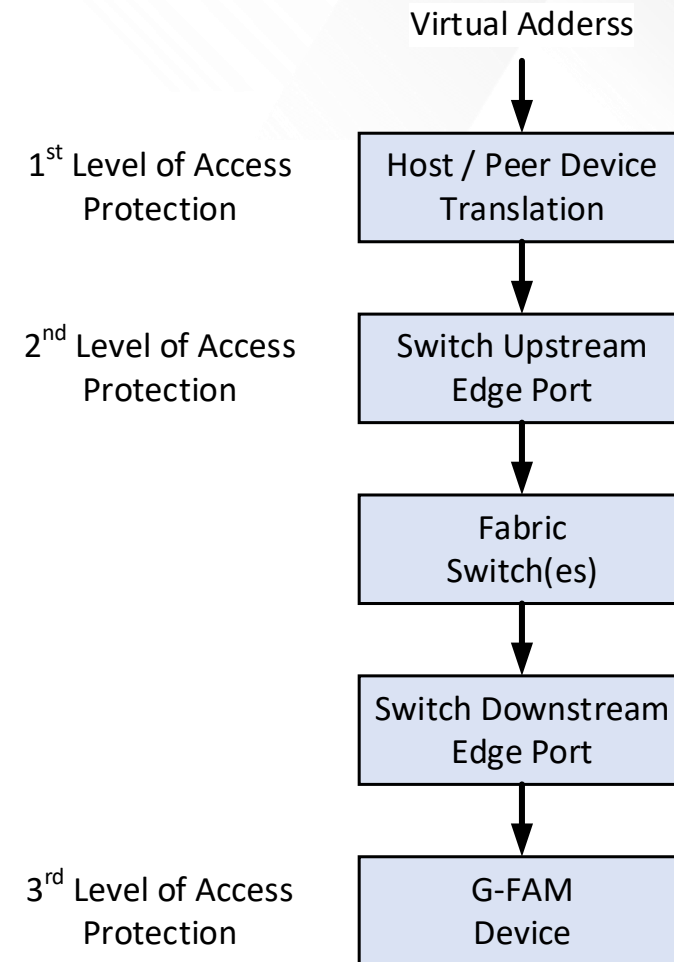 Virtual Adderss
1st Level of Access
Protection
Host / Peer Device
Translation
2nd Level of Access
Protection
Switch Upstream
Edge Port
Fabric
Switch(es)
Switch Downstream
Edge Port
3rd Level of Access
Protection
G-FAM
Device